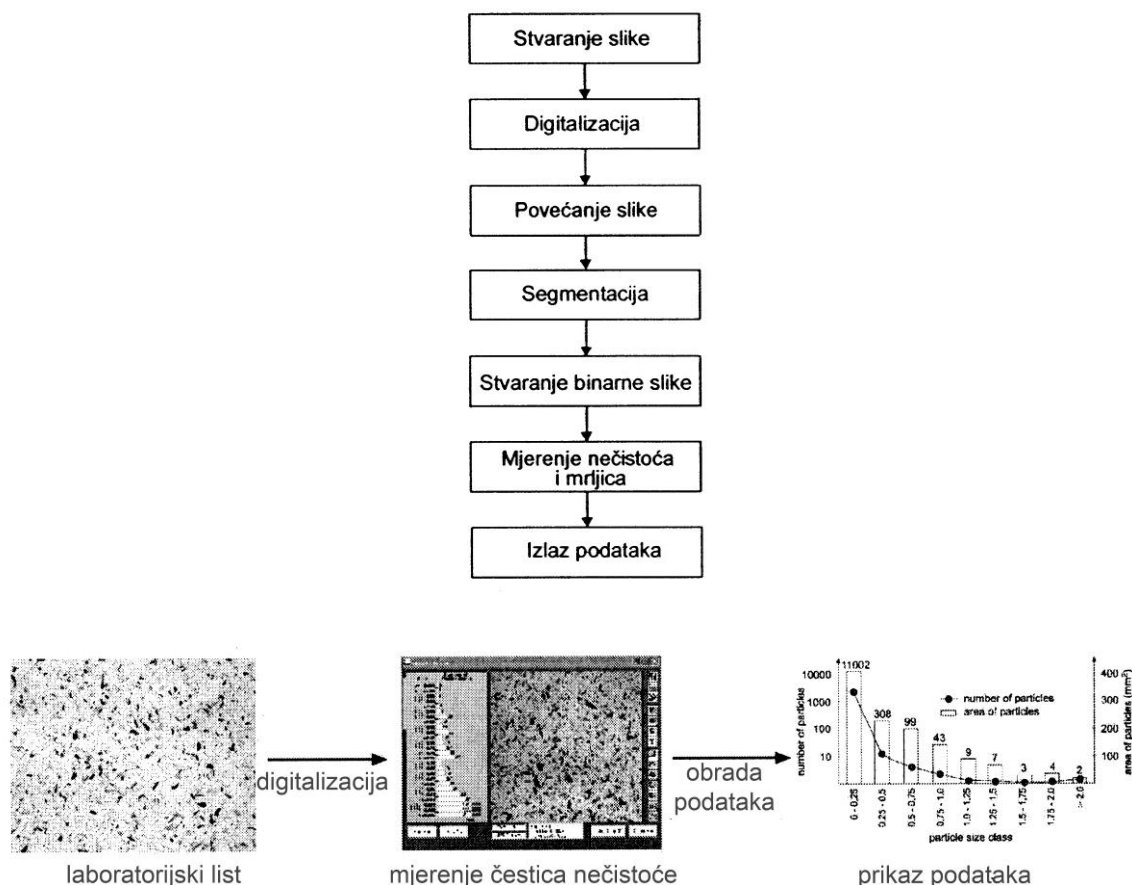 Stvaranje slike
Digitalizacija
Povećanje slike
Segmentacija
Stvaranje binarne slike
Mjerenje nečistoća
i mrljica
Izlaz podataka
digitalizacija
obrada
podataka
laboratorijski list
mjerenje čestica nečistoće
prikaz podataka
number of particles
10000
1000
100
10
11002
308
99
43
9
7
3
4
2
number of particles
area of particles
400
300
200
100
area of particles (mm²)
0 - 0,25
0.25 - 0.5
0.5 - 0.75
0.75 - 1.0
1.0 - 1.25
1.25 - 1.5
1.5 - 1.75
1.75 - 2.0
> 2.0
particle size class